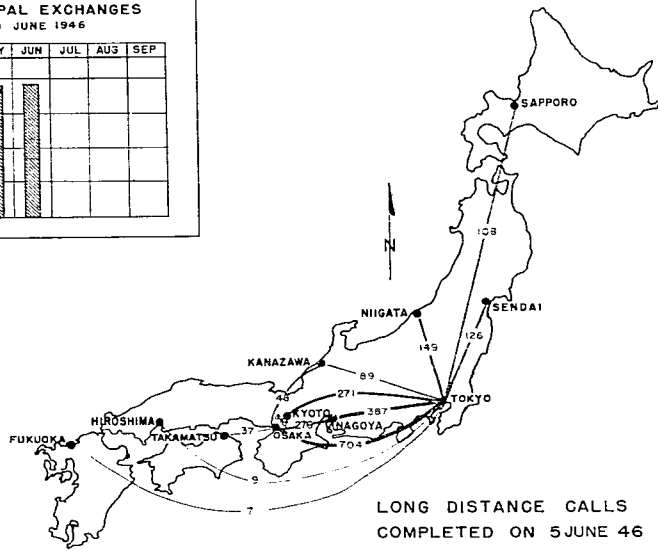 PAL EXCHANGES
JUNE 1946
JUN JUL AUG SEP
SAPPORO
108
N
NIIGATA
SENDAI
126
149
KANAZAWA
89
48
271
TOKYO
HIROSHIMA
KYOTO
387
FUKUOKA
TAKAMATSU
37
OSAKA
NAGOYA
704
9
7
LONG DISTANCE CALLS
COMPLETED ON 5 JUNE 46